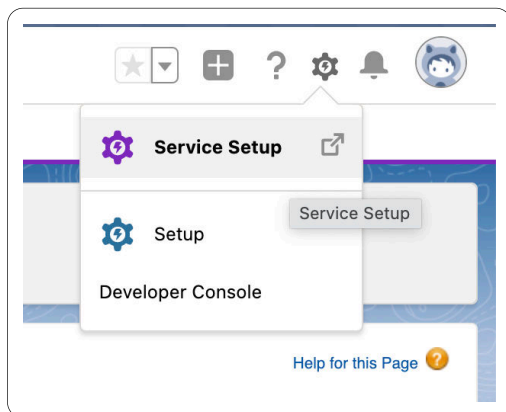 Service Setup
Service Setup
Setup
Developer Console
Help for this Page